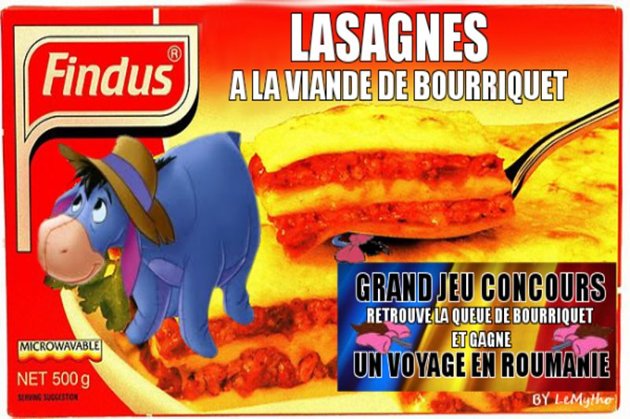 Findus®
LASAGNES
A LA VIANDE DE BOURRIQUET
GRAND JEU CONCOURS
RETROUVE LA QUEUE DE BOURRIQUET
ET GAGNE
UN VOYAGE EN ROUMANIE
MICROWAVABLE
NET 500 g
SERVING SUGGESTION
BY LeMytho